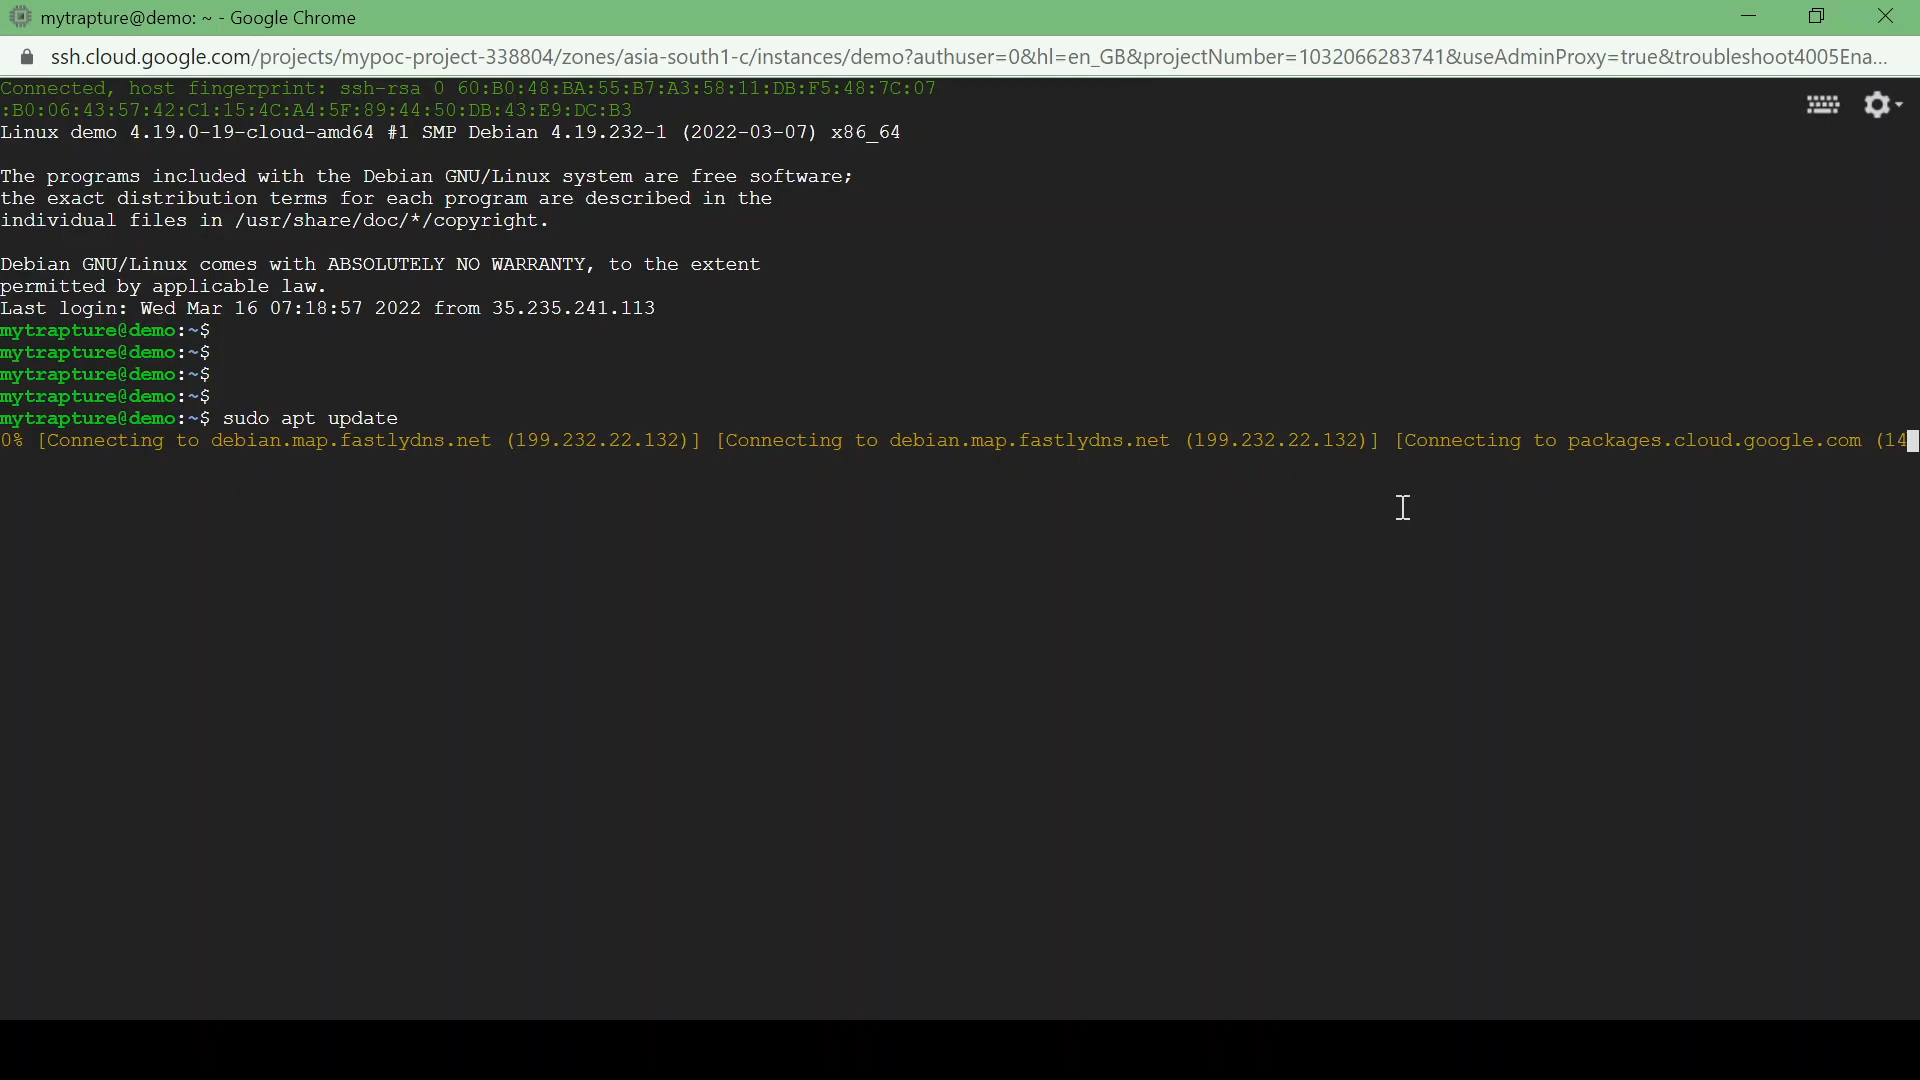 mytrapture@demo: ~ - Google Chrome
ssh.cloud.google.com/projects/mypoc-project-338804/zones/asia-south1-c/instances/demo?authuser=0&hl=en_GB&projectNumber=1032066283741&useAdminProxy=true&troubleshoot4005Ena...
Connected, host fingerprint: ssh-rsa 0 60:B0:48:BA:55:B7:A3:58:11:DB:F5:48:7C:07
:B0:06:43:57:42:C1:15:4C:A4:5F:89:44:50:DB:43:E9:DC:B3
Linux demo 4.19.0-19-cloud-amd64 #1 SMP Debian 4.19.232-1 (2022-03-07) x86_64
The programs included with the Debian GNU/Linux system are free software;
the exact distribution terms for each program are described in the
individual files in /usr/share/doc/*/copyright.
Debian GNU/Linux comes with ABSOLUTELY NO WARRANTY, to the extent
permitted by applicable law.
Last login: Wed Mar 16 07:18:57 2022 from 35.235.241.113
mytrapture@demo:~$
mytrapture@demo:~$
mytrapture@demo:~$
mytrapture@demo:~$
mytrapture@demo:~$ sudo apt update
0% [Connecting to debian.map.fastlydns.net (199.232.22.132)] [Connecting to debian.map.fastlydns.net (199.232.22.132)] [Connecting to packages.cloud.google.com (14